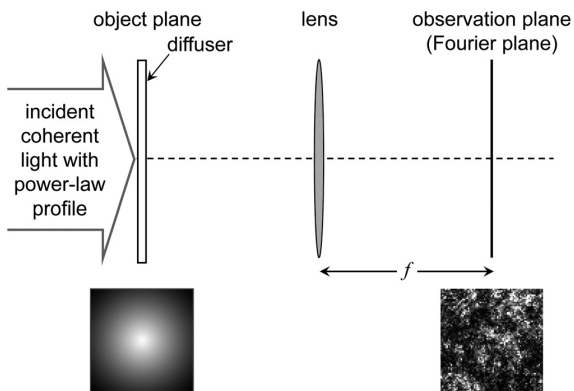 object plane
diffuser
lens
observation plane
(Fourier plane)
incident
coherent
light with
power-law
profile
f